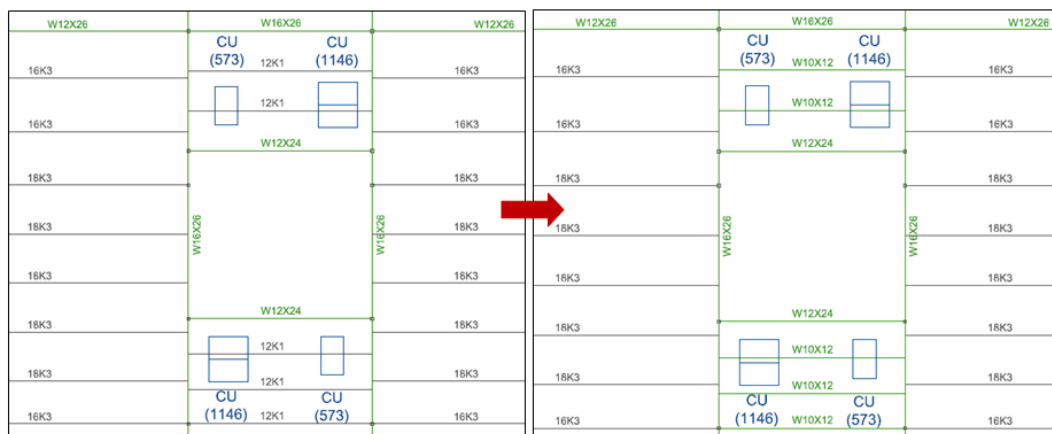 W12X26 W16X26 W12X26
CU CU
(573) 12K1 (1146)
16K3 16K3
12K1
16K3 16K3
W12X24
18K3 18K3
W16X26 W16X26
18K3 18K3
18K3 18K3
W12X24
18K3 18K3
12K1
18K3 18K3
12K1
CU CU
(1146) 12K1 (573)
16K3 16K3
W12X26 W16X26 W12X26
CU CU
(573) W10X12 (1146)
16K3 16K3
W10X12
16K3 16K3
W12X24
18K3 18K3
W16X26 W16X26
18K3 18K3
18K3 18K3
W12X24
18K3 18K3
W10X12
18K3 18K3
W10X12
CU CU
(1146) W10X12 (573)
16K3 16K3